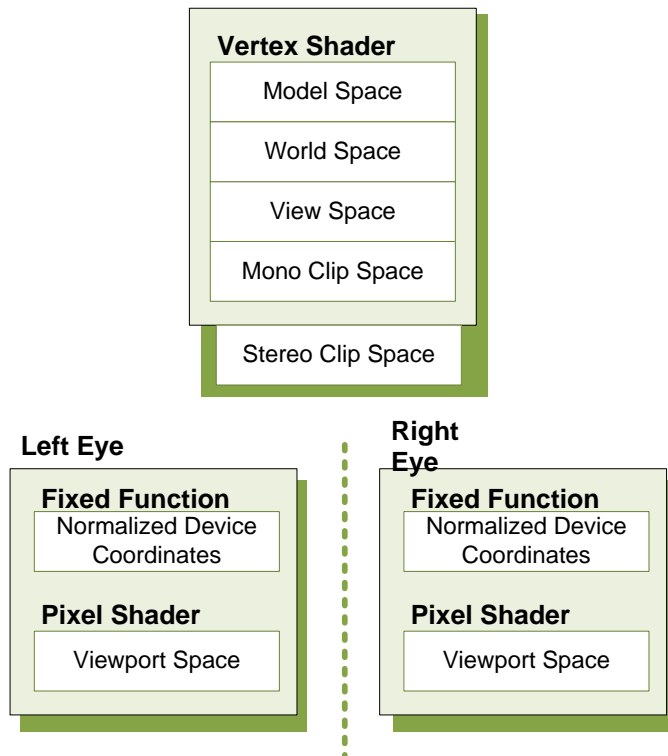 Vertex Shader
Model Space
World Space
View Space
Mono Clip Space
Stereo Clip Space
Left Eye
Fixed Function
Normalized Device
Coordinates
Pixel Shader
Viewport Space
Right
Eye
Fixed Function
Normalized Device
Coordinates
Pixel Shader
Viewport Space